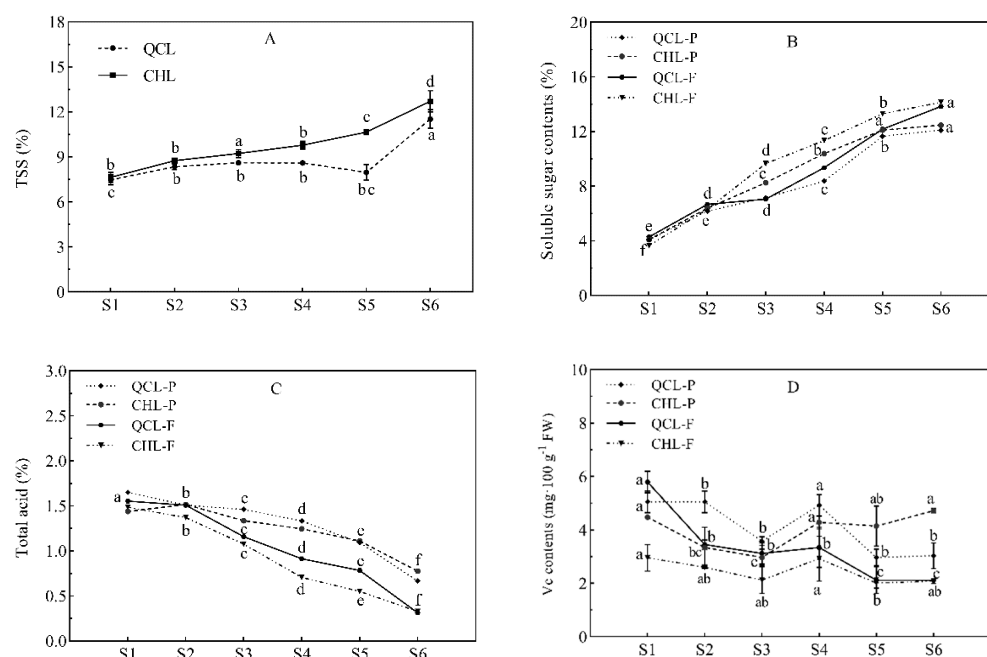 A
QCL
CHL
TSS (%)
18
15
12
9
6
3
0
b b a b c d
c b b b b c a
S1 S2 S3 S4 S5 S6
B
QCL-P
CHL-P
QCL-F
CHL-F
Soluble sugar contents (%)
20
16
12
8
4
0
e d d c b a
c b a
f e d c b a
S1 S2 S3 S4 S5 S6
C
QCL-P
CHL-P
QCL-F
CHL-F
Total acid (%)
3.0
2.5
2.0
1.5
1.0
0.5
0.0
a b c d e f
c d e f
b c d e
S1 S2 S3 S4 S5 S6
D
QCL-P
CHL-P
QCL-F
CHL-F
Vc contents (mg·100 g⁻¹ FW)
10
8
6
4
2
0
a b b a ab a
a b b a b b
bc c b c c
a ab ab a b ab
S1 S2 S3 S4 S5 S6